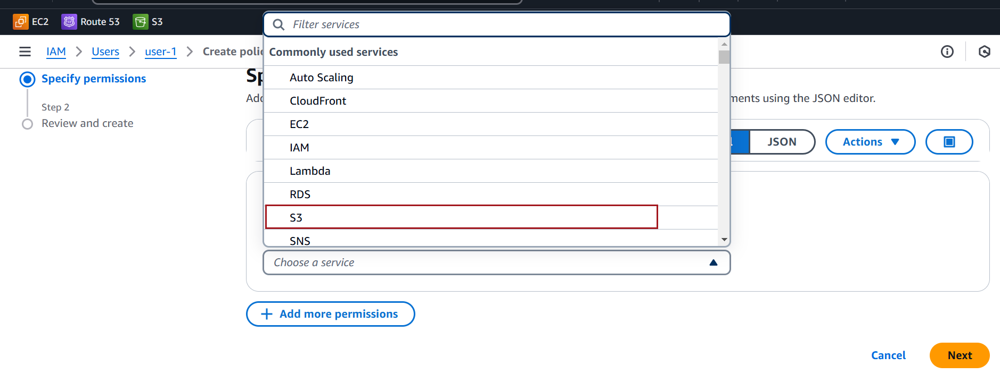 EC2 Route 53 S3
Filter services
IAM Users user-1 Create polic
Commonly used services
Auto Scaling
CloudFront
EC2
IAM
Lambda
RDS
S3
SNS
Specify permissions
Step 2
Review and create
Sp
Add
ments using the JSON editor.
JSON Actions
Choose a service
Add more permissions
Cancel Next